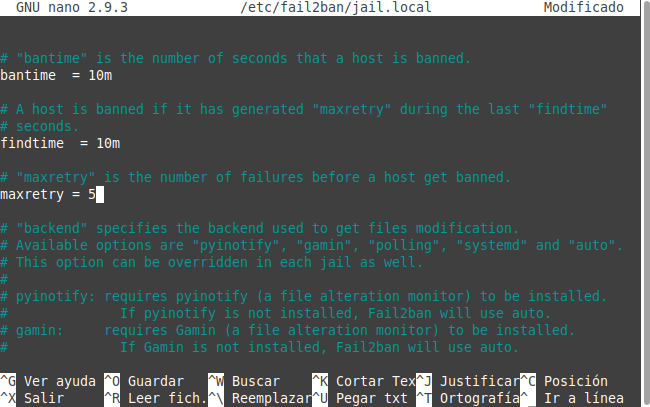 GNU nano 2.9.3 /etc/fail2ban/jail.local Modificado
# "bantime" is the number of seconds that a host is banned.
bantime  = 10m
# A host is banned if it has generated "maxretry" during the last "findtime"
# seconds.
findtime  = 10m
# "maxretry" is the number of failures before a host get banned.
maxretry = 5
# "backend" specifies the backend used to get files modification.
# Available options are "pyinotify", "gamin", "polling", "systemd" and "auto".
# This option can be overridden in each jail as well.
#
# pyinotify: requires pyinotify (a file alteration monitor) to be installed.
#              If pyinotify is not installed, Fail2ban will use auto.
# gamin:     requires Gamin (a file alteration monitor) to be installed.
#              If Gamin is not installed, Fail2ban will use auto.
^G Ver ayuda ^O Guardar ^W Buscar ^K Cortar Tex^J Justificar^C Posición
^X Salir ^R Leer fich.^\ Reemplazar^U Pegar txt ^T Ortografía^_ Ir a línea